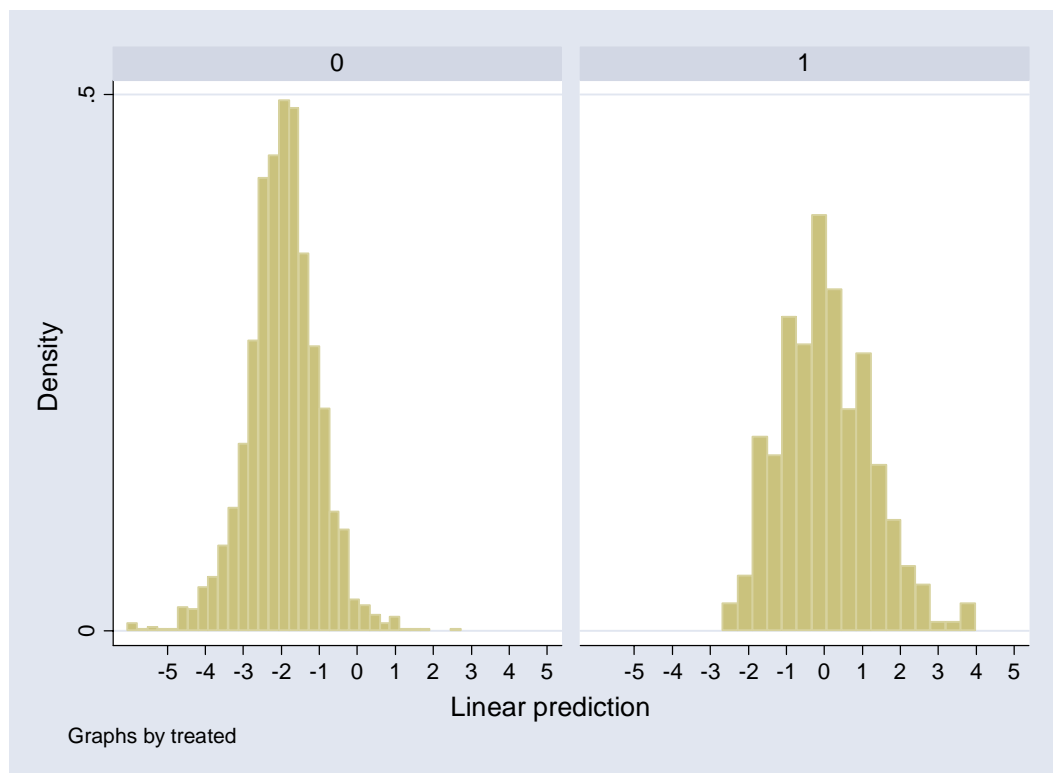 0 1
.5
0
Density
-5 -4 -3 -2 -1 0 1 2 3 4 5 -5 -4 -3 -2 -1 0 1 2 3 4 5
Linear prediction
Graphs by treated